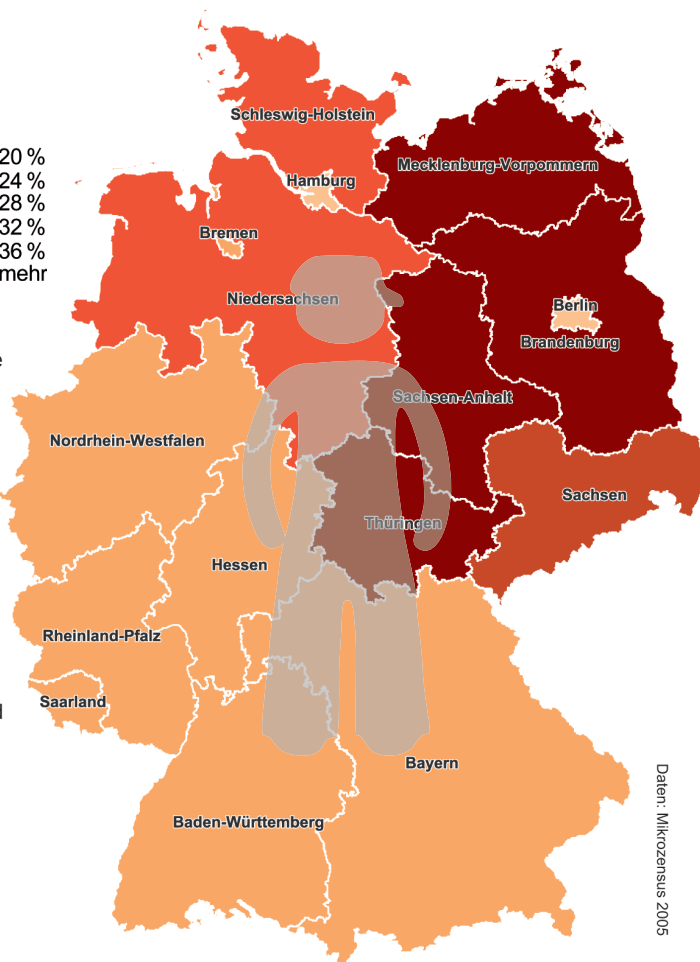 Schleswig-Holstein
20 %
Mecklenburg-Vorpommern
24 %
Hamburg
28 %
32 %
Bremen
36 %
mehr
Niedersachsen
Berlin
Brandenburg
Sachsen-Anhalt
Nordrhein-Westfalen
Sachsen
Thüringen
Hessen
Rheinland-Pfalz
Saarland
Bayern
Daten: Mikrozensus 2005
Baden-Württemberg